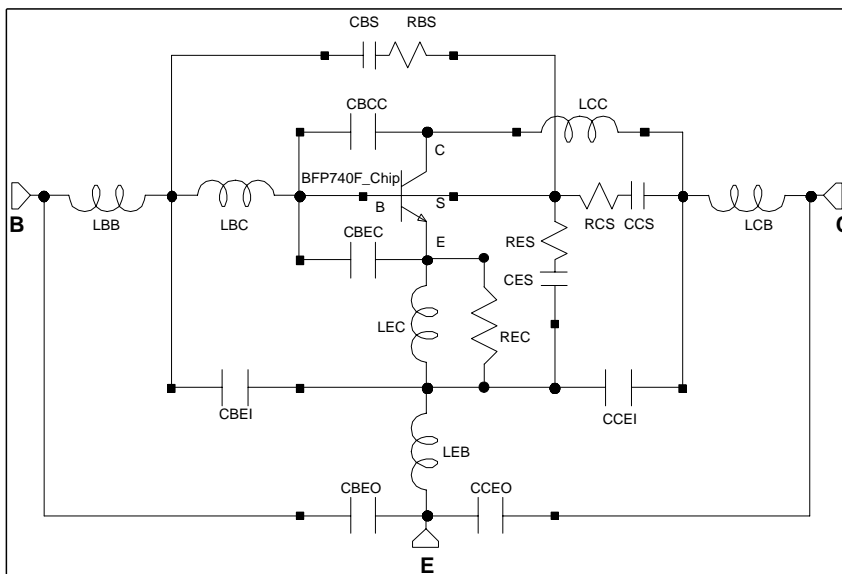 CBS RBS
CBCC LCC
C
BFP740F_Chip
B S
B LBB LBC RCS CCS LCB
CBEC E RES
CES
LEC REC
CBEI CCEI
LEB
CBEO CCEO
E